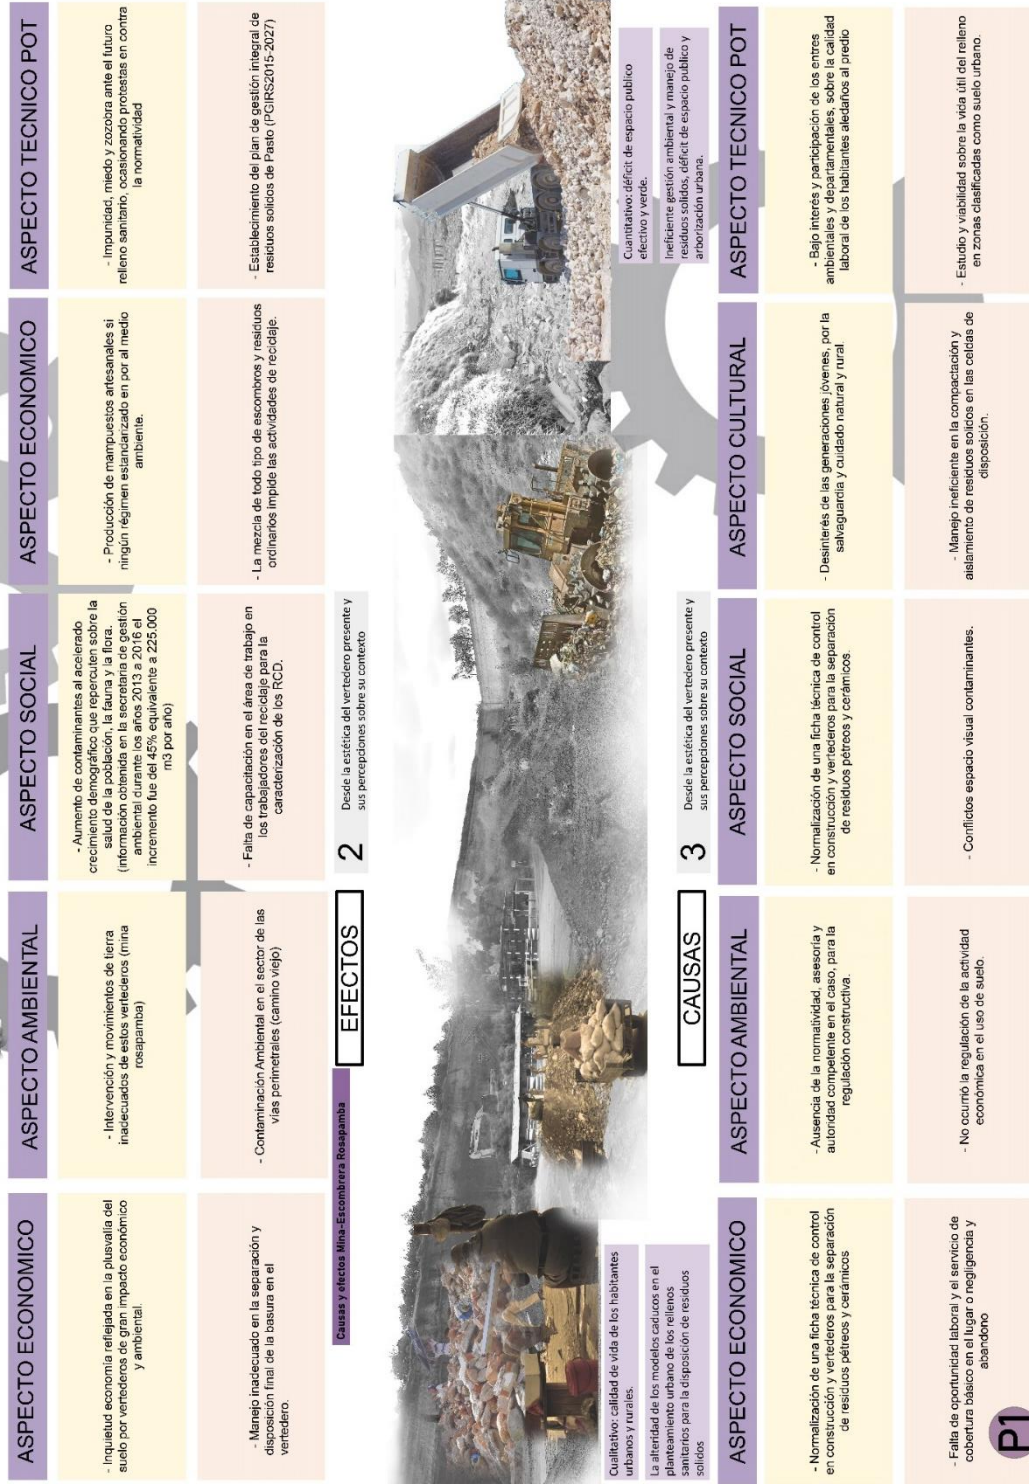 ASPECTO ECONOMICO
- Inquietud economía reflejada en la plusvalía del
suelo por vertederos de gran impacto económico
y ambiental.
- Manejo inadecuado en la separación y
disposición final de la basura en el
vertedero.
ASPECTO AMBIENTAL
- Intervención y movimientos de tierra
inadecuados de estos vertederos (mina
rosapamba)
- Contaminación Ambiental en el sector de las
vías perimetrales (camino viejo)
ASPECTO SOCIAL
- Aumento de contaminantes al acelerado
crecimiento demográfico que repercuten sobre la
salud de la población, la fauna y la flora.
(información obtenida en la secretaria de gestión
ambiental durante los años 2013 a 2016 el
incremento fue del 45% equivalente a 225.000
m3 por año)
- Falta de capacitación en el área de trabajo en
los trabajadores del reciclaje para la
caracterización de los RCD.
ASPECTO ECONOMICO
- Producción de mampuestos artesanales si
ningún régimen estandarizado en por al medio
ambiente.
- La mezcla de todo tipo de escombros y residuos
ordinarios impide las actividades de reciclaje.
ASPECTO TECNICO POT
- Impunidad, miedo y zozobra ante el futuro
relleno sanitario, ocasionando protestas en contra
la normatividad
- Establecimiento del plan de gestión integral de
residuos solidos de Pasto (PGIRS2015-2027)
Causas y efectos Mina-Escombrera Rosapamba
EFECTOS
2
Desde la estética del vertedero presente y
sus percepciones sobre su contexto
Cualitativo: calidad de vida de los habitantes
urbanos y rurales.
La alteridad de los modelos caducos en el
planteamiento urbano de los rellenos
sanitarios para la disposición de residuos
solidos
CAUSAS
3
Desde la estética del vertedero presente y
sus percepciones sobre su contexto
Cuantitativo: déficit de espacio publico
efectivo y verde.
Ineficiente gestión ambiental y manejo de
residuos solidos, déficit de espacio publico y
arborización urbana.
ASPECTO ECONOMICO
- Normalización de una ficha técnica de control
en construcción y vertederos para la separación
de residuos pétreos y cerámicos
- Falta de oportunidad laboral y el servicio de
cobertura básico en el lugar o negligencia y
abandono
ASPECTO AMBIENTAL
- Ausencia de la normatividad, asesoría y
autoridad competente en el caso, para la
regulación constructiva.
- No ocurrió la regulación de la actividad
económica en el uso de suelo.
ASPECTO SOCIAL
- Normalización de una ficha técnica de control
en construcción y vertederos para la separación
de residuos pétreos y cerámicos.
- Conflictos espacio visual contaminantes.
ASPECTO CULTURAL
- Desinterés de las generaciones jóvenes, por la
salvaguardia y cuidado natural y rural.
- Manejo ineficiente en la compactación y
aislamiento de residuos solidos en las celdas de
disposición.
ASPECTO TECNICO POT
- Bajo interés y participación de los entres
ambientales y departamentales, sobre la calidad
laboral de los habitantes aledaños al predio
- Estudio y viabilidad sobre la vida útil del relleno
en zonas clasificadas como suelo urbano.
P1